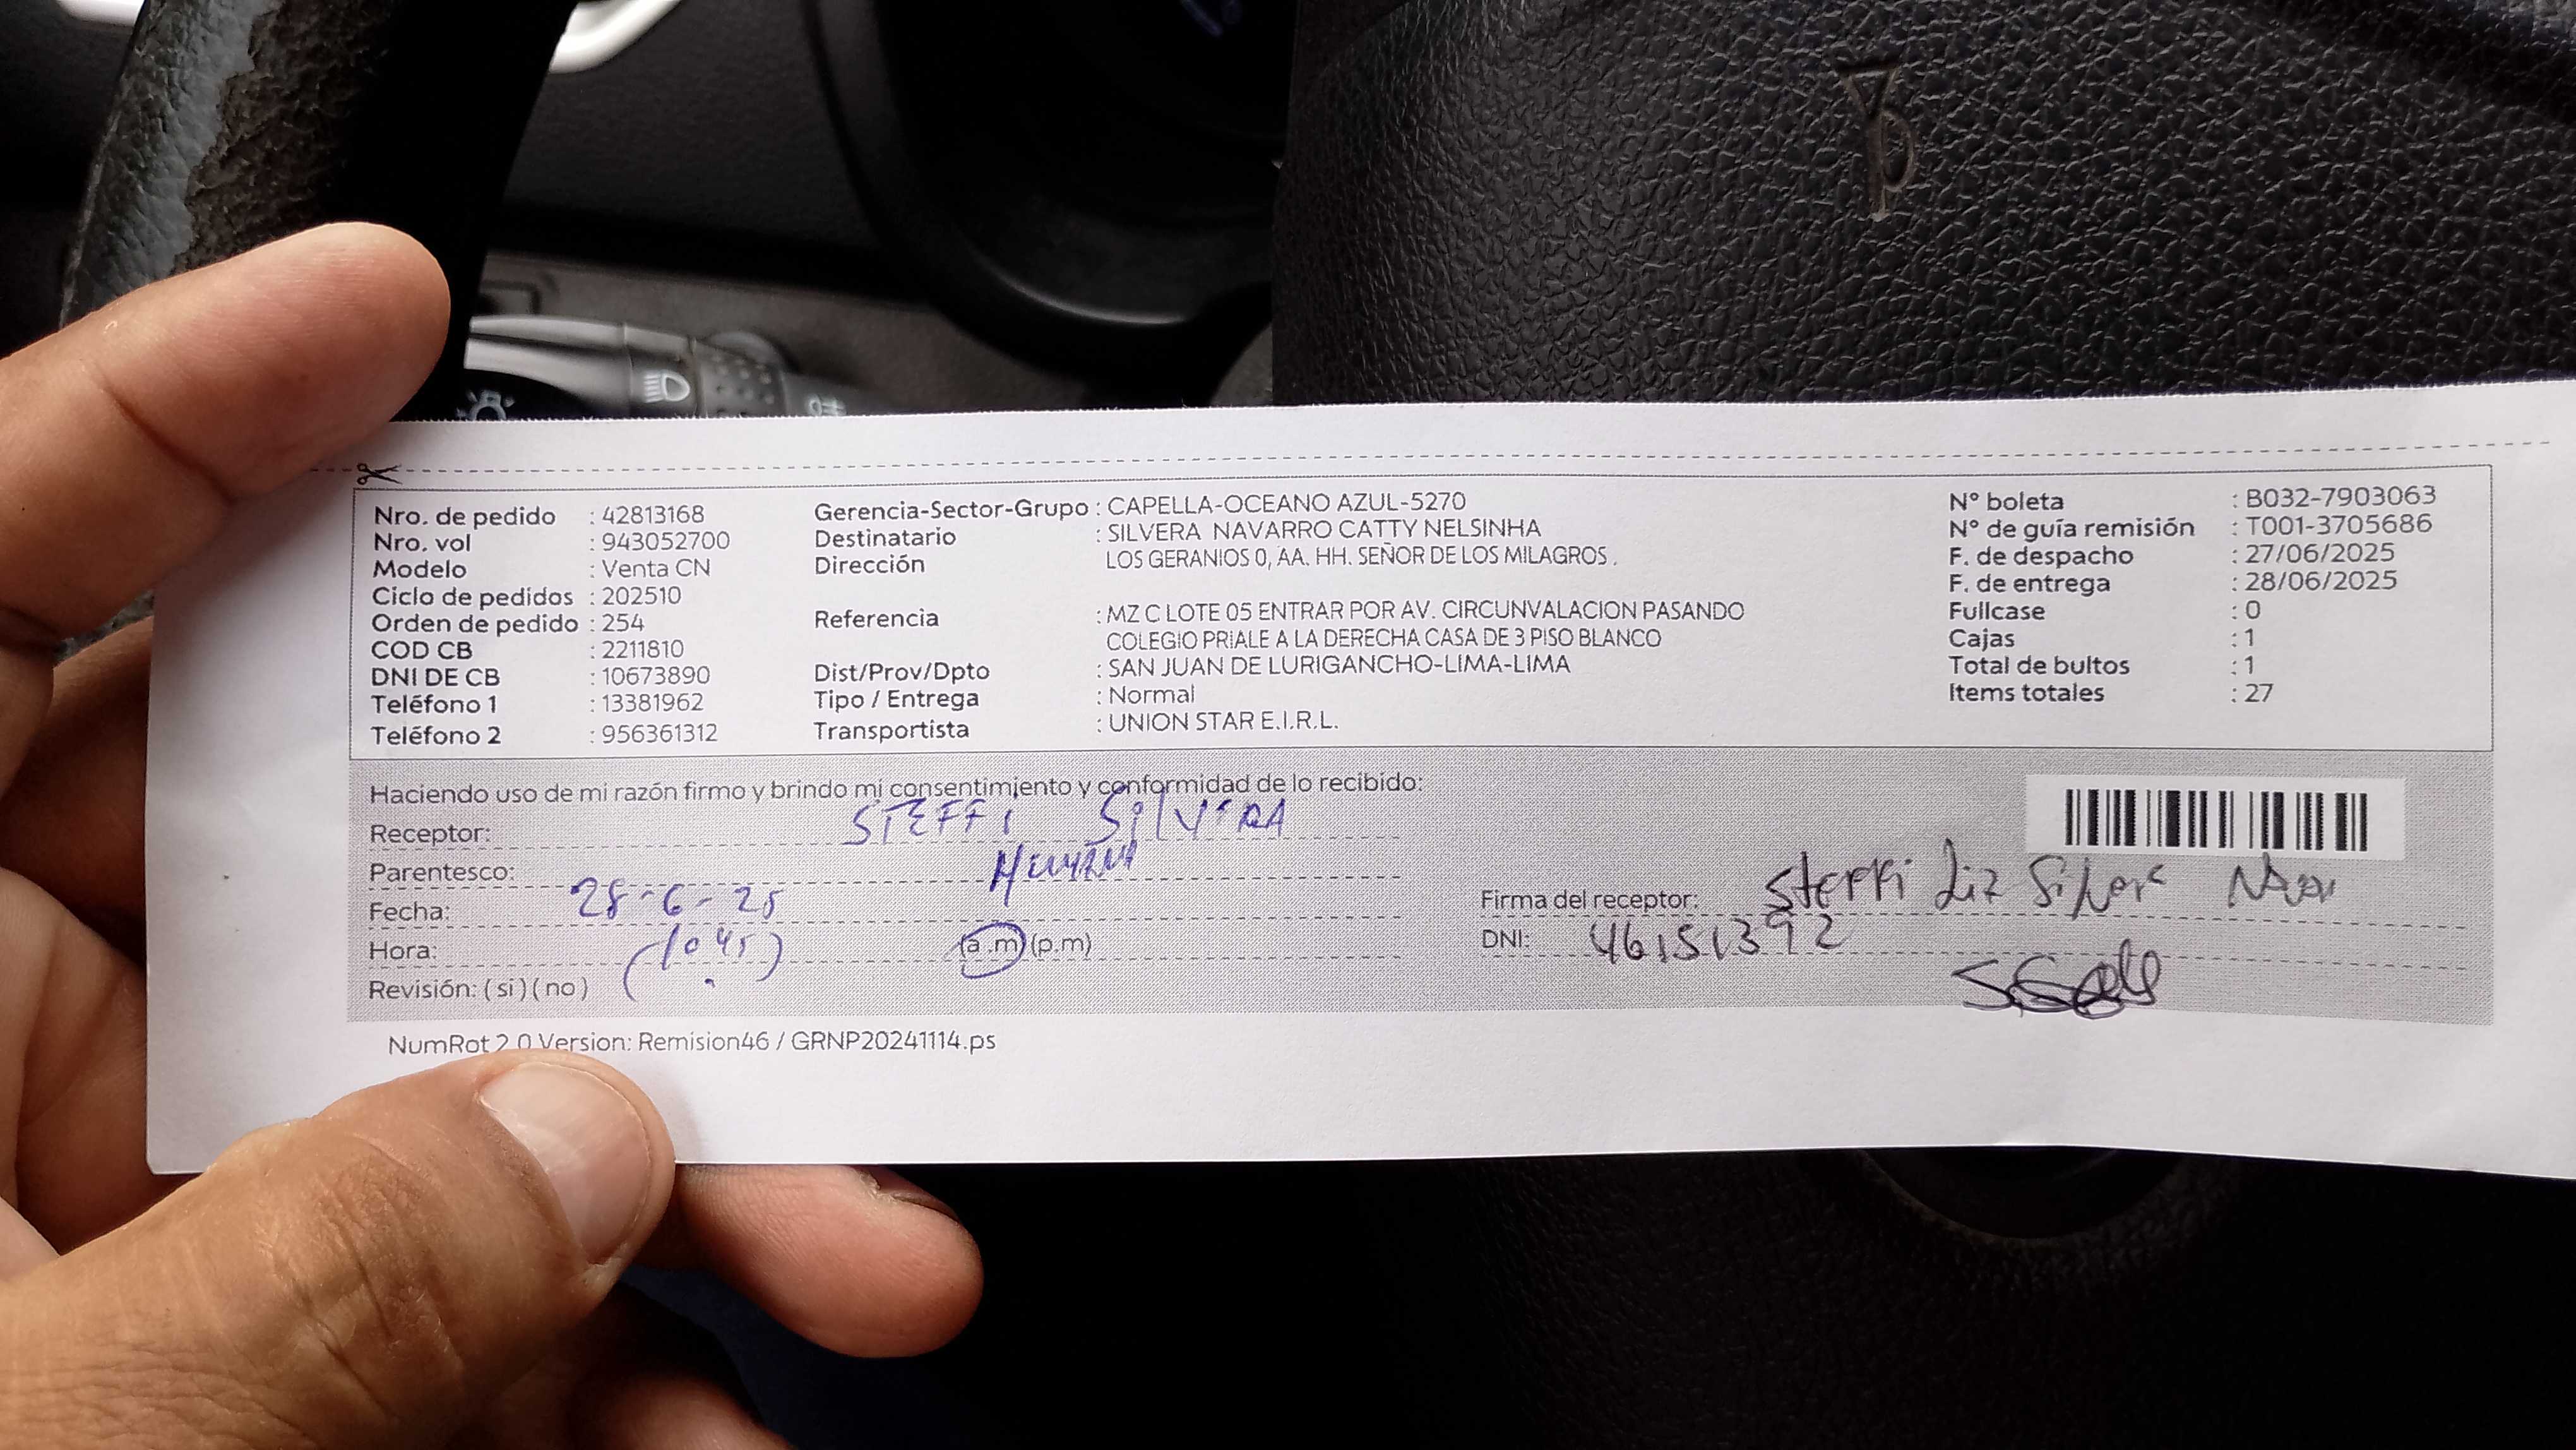 Nro. de pedido : 42813168
Nro. vol : 943052700
Modelo : Venta CN
Ciclo de pedidos : 202510
Orden de pedido : 254
COD CB : 2211810
DNI DE CB : 10673890
Teléfono 1 : 13381962
Teléfono 2 : 956361312
Gerencia-Sector-Grupo : CAPELLA-OCEANO AZUL-5270
Destinatario : SILVERA NAVARRO CATTY NELSINHA
Dirección LOS GERANIOS 0, AA. HH. SEÑOR DE LOS MILAGROS .
Referencia : MZ C LOTE 05 ENTRAR POR AV. CIRCUNVALACION PASANDO
COLEGIO PRIALE A LA DERECHA CASA DE 3 PISO BLANCO
Dist/Prov/Dpto : SAN JUAN DE LURIGANCHO-LIMA-LIMA
Tipo / Entrega : Normal
Transportista : UNION STAR E.I.R.L.
N° boleta : B032-7903063
N° de guía remisión : T001-3705686
F. de despacho : 27/06/2025
F. de entrega : 28/06/2025
Fullcase : 0
Cajas : 1
Total de bultos : 1
Items totales : 27
Haciendo uso de mi razón firmo y brindo mi consentimiento y conformidad de lo recibido:
Receptor: STEFFI SilVERA
Parentesco:
Fecha: 28-6-25
Hora: (10 45) (a.m) (p.m)
Revisión: (si) (no)
Firma del receptor: Steffi Liz Silvera
DNI: 46151392
NumRot 2.0 Version: Remision46 / GRNP20241114.ps